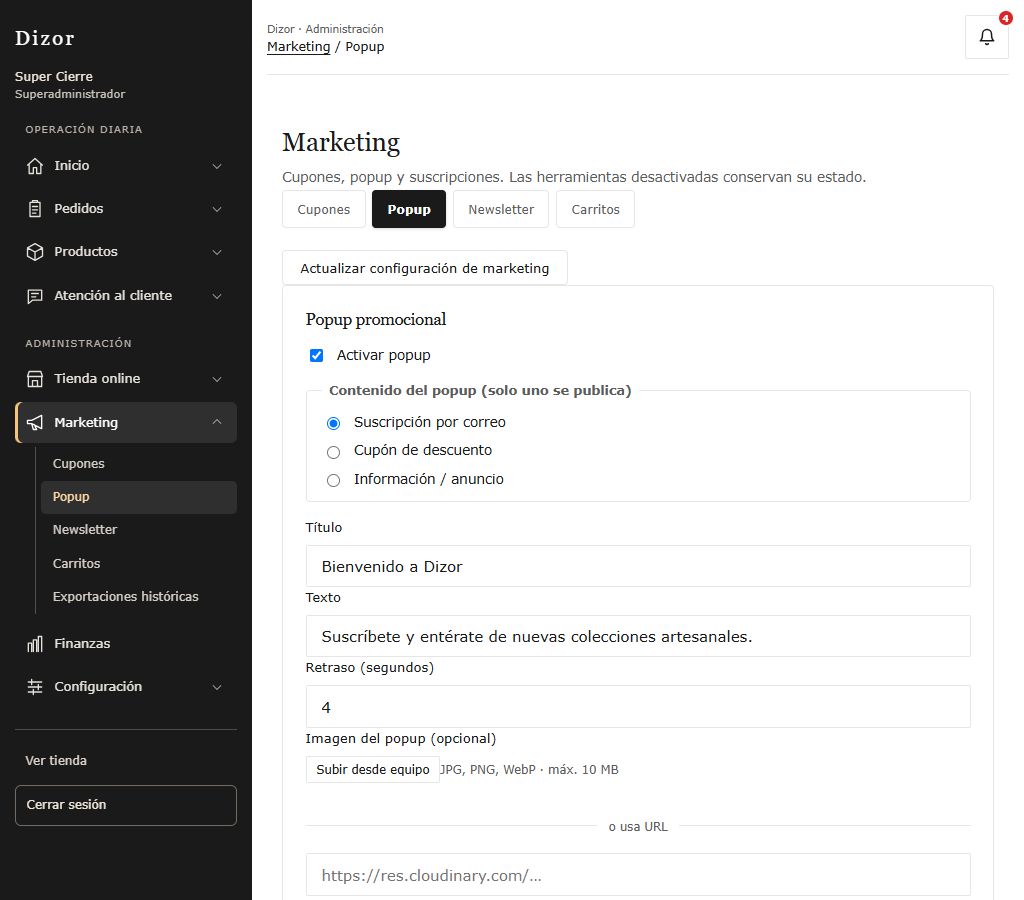 Dizor
Super Cierre
Superadministrador
OPERACIÓN DIARIA
Inicio
Pedidos
Productos
Atención al cliente
ADMINISTRACIÓN
Tienda online
Marketing
Cupones
Popup
Newsletter
Carritos
Exportaciones históricas
Finanzas
Configuración
Ver tienda
Cerrar sesión
Dizor · Administración
Marketing / Popup
4
Marketing
Cupones, popup y suscripciones. Las herramientas desactivadas conservan su estado.
Cupones Popup Newsletter Carritos
Actualizar configuración de marketing
Popup promocional
Activar popup
Contenido del popup (solo uno se publica)
Suscripción por correo
Cupón de descuento
Información / anuncio
Título
Bienvenido a Dizor
Texto
Suscríbete y entérate de nuevas colecciones artesanales.
Retraso (segundos)
4
Imagen del popup (opcional)
Subir desde equipo JPG, PNG, WebP · máx. 10 MB
o usa URL
https://res.cloudinary.com/...